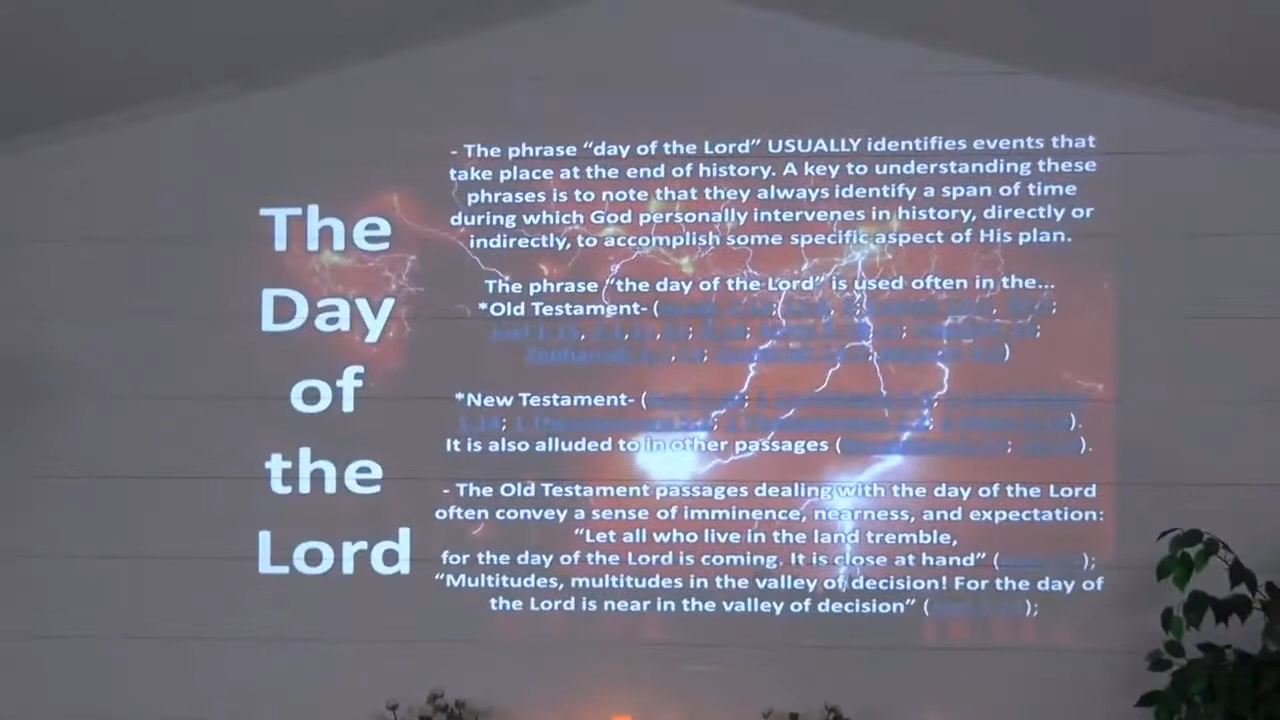 The
Day
of
the
Lord
- The phrase “day of the Lord” USUALLY identifies events that
take place at the end of history. A key to understanding these
phrases is to note that they always identify a span of time
during which God personally intervenes in history, directly or
indirectly, to accomplish some specific aspect of His plan.
The phrase “the day of the Lord” is used often in the...
*Old Testament- (
*New Testament- (
It is also alluded to in other passages ( ; ).
- The Old Testament passages dealing with the day of the Lord
often convey a sense of imminence, nearness, and expectation:
“Let all who live in the land tremble,
for the day of the Lord is coming. It is close at hand” ( );
“Multitudes, multitudes in the valley of decision! For the day of
the Lord is near in the valley of decision” ( );